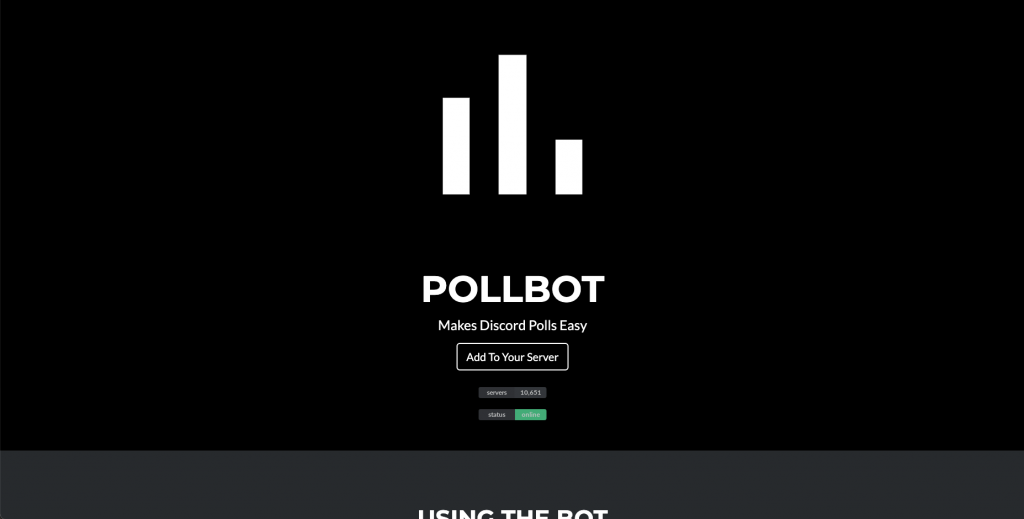 POLLBOT
Makes Discord Polls Easy
Add To Your Server
servers 10,651
status online
USING THE BOT